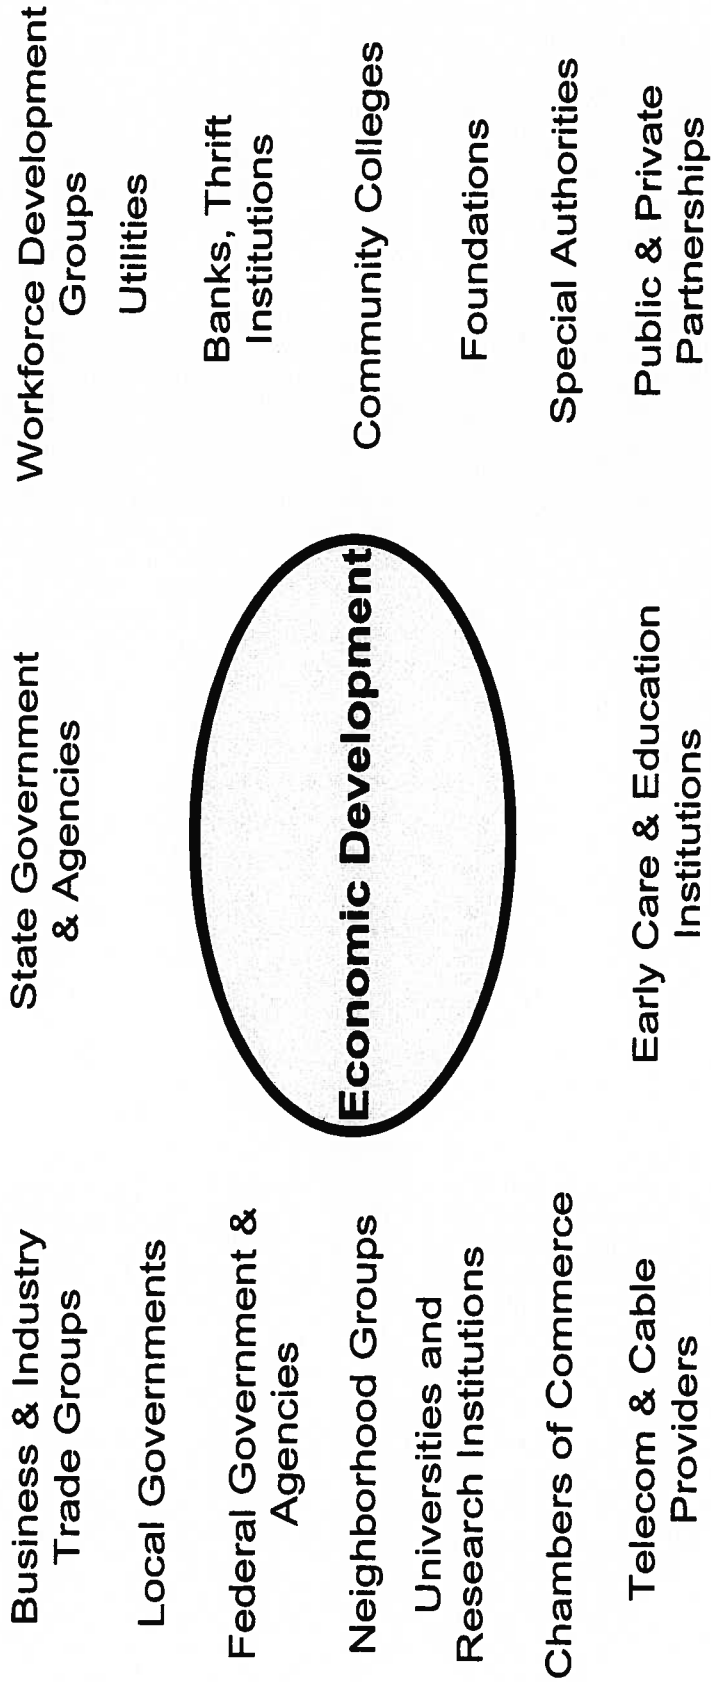 Business & Industry
Trade Groups
Local Governments
Federal Government &
Agencies
Neighborhood Groups
Universities and
Research Institutions
Chambers of Commerce
Telecom & Cable
Providers
State Government
& Agencies
Economic Development
Early Care & Education
Institutions
Workforce Development
Groups
Utilities
Banks, Thrift
Institutions
Community Colleges
Foundations
Special Authorities
Public & Private
Partnerships